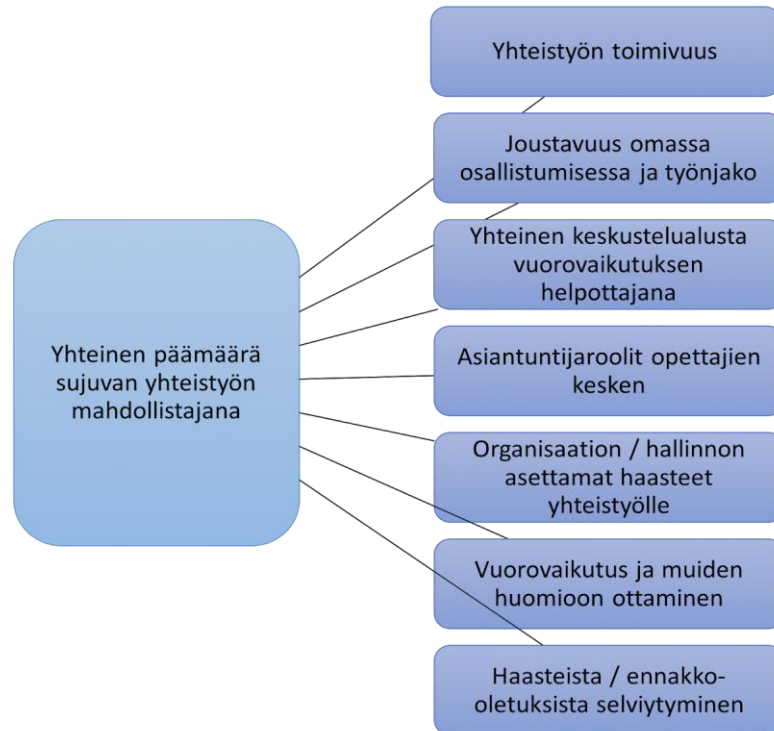 Yhteistyön toimivuus
Joustavuus omassa
osallistumisessa ja työnjako
Yhteinen keskustelualusta
vuorovaikutuksen
helpottajana
Yhteinen päämäärä
sujuvan yhteistyön
mahdollistajana
Asiantuntijaroolit opettajien
kesken
Organisaation / hallinnon
asettamat haasteet
yhteistyölle
Vuorovaikutus ja muiden
huomioon ottaminen
Haasteista / ennakko-
oletuksista selviytyminen